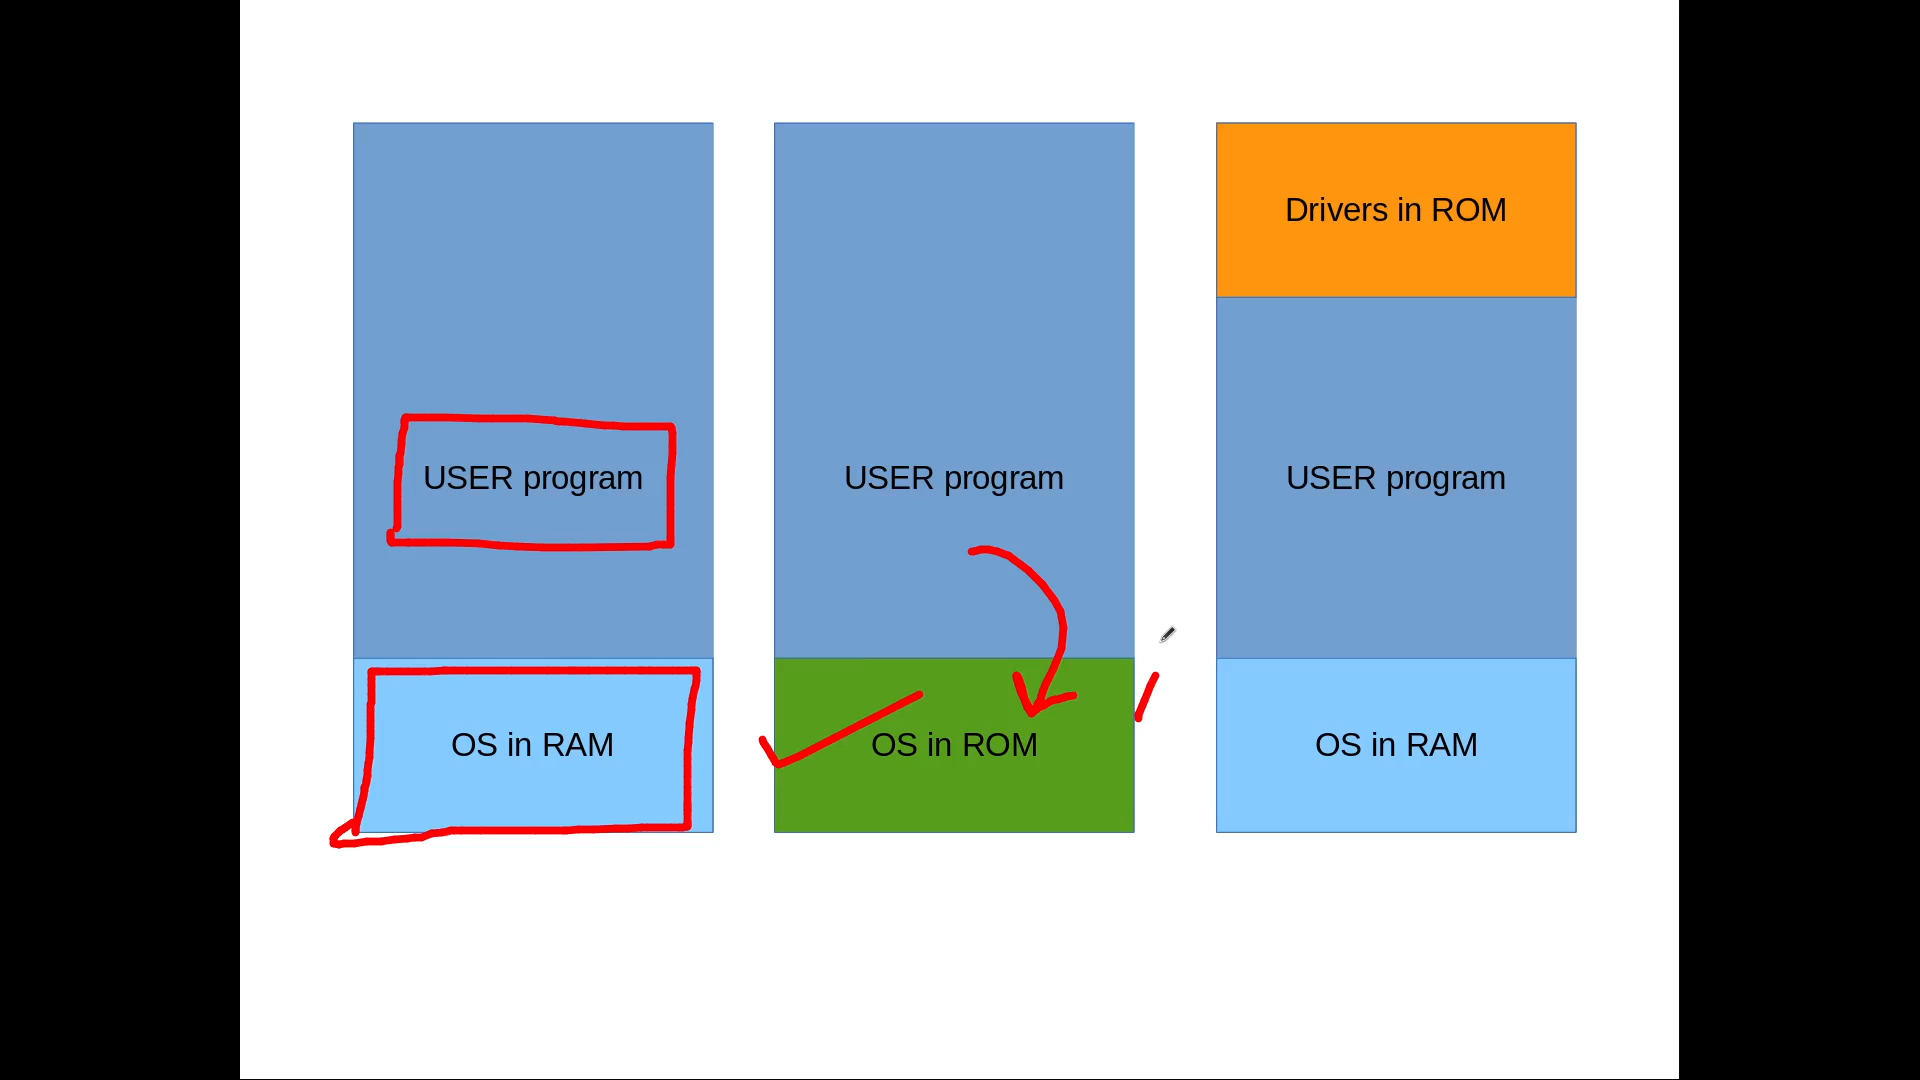 USER program
OS in RAM
USER program
OS in ROM
Drivers in ROM
USER program
OS in RAM